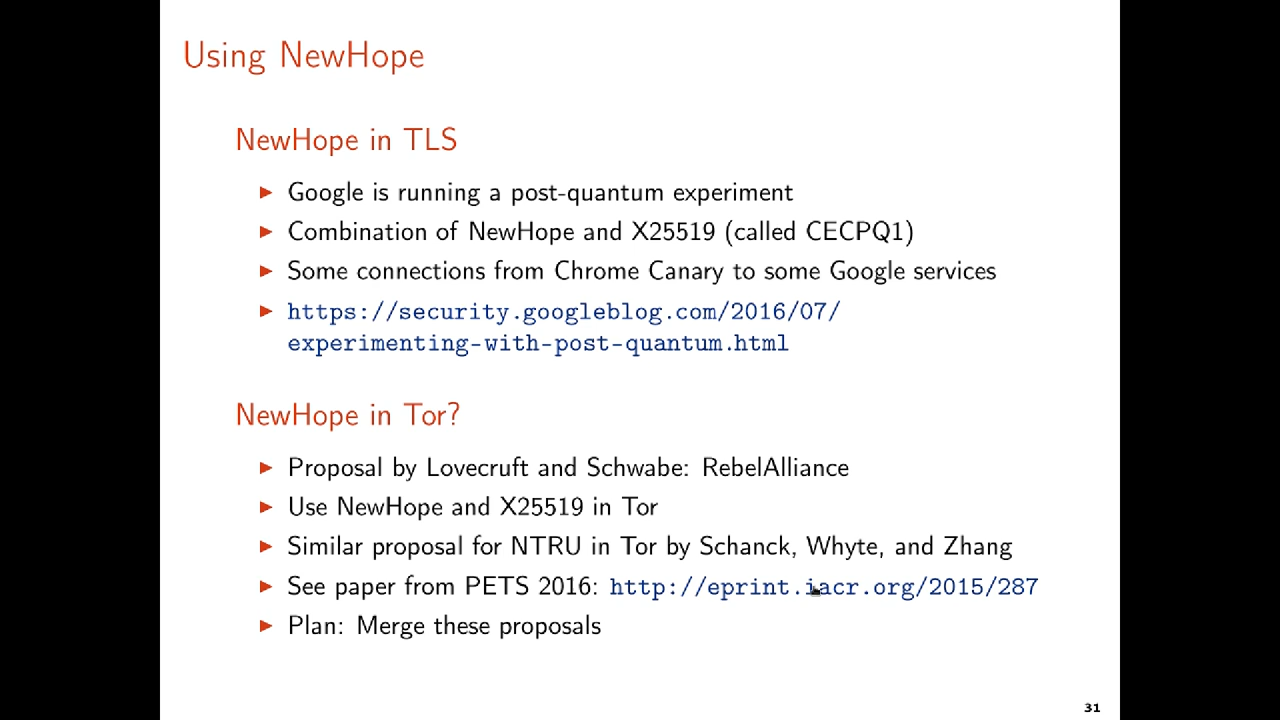 Using NewHope
NewHope in TLS
► Google is running a post-quantum experiment
► Combination of NewHope and X25519 (called CECPQ1)
► Some connections from Chrome Canary to some Google services
► https://security.googleblog.com/2016/07/
experimenting-with-post-quantum.html
NewHope in Tor?
► Proposal by Lovecruft and Schwabe: RebelAlliance
► Use NewHope and X25519 in Tor
► Similar proposal for NTRU in Tor by Schanck, Whyte, and Zhang
► See paper from PETS 2016: http://eprint.iacr.org/2015/287
► Plan: Merge these proposals
31